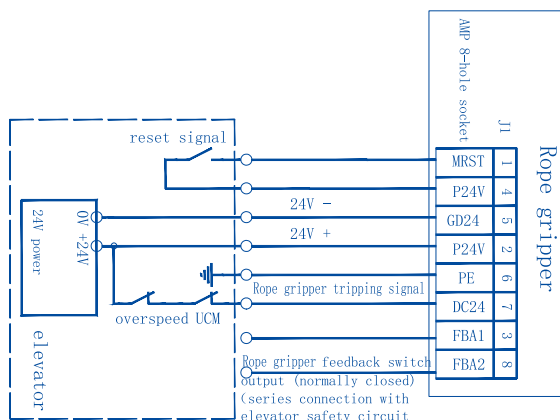 AMP 8-hole socket
J1
Rope gripper
reset signal
MRST 1
P24V 4
24V −
GD24 5
24V +
P24V 2
PE 6
Rope gripper tripping signal
DC24 7
FBA1 3
FBA2 8
24V power
0V +24V
overspeed UCM
elevator
Rope gripper feedback switch
output (normally closed)
(series connection with
elevator safety circuit